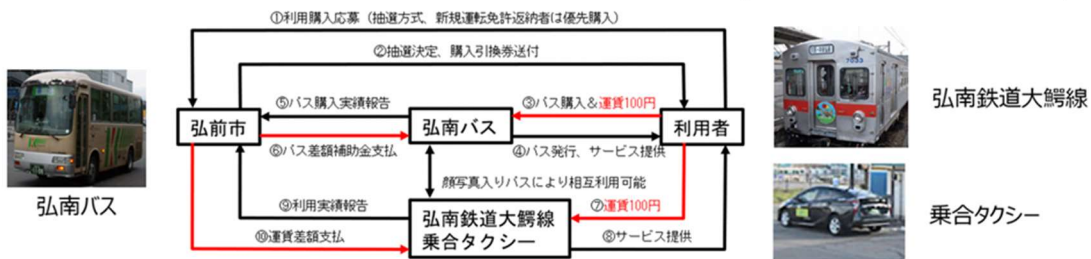 ①利用購入応募（抽選方式、新規運転免許返納者は優先購入）
②抽選決定、購入引換券送付
⑤パス購入実績報告
③パス購入＆運賃100円
弘前市
弘南バス
利用者
⑥パス差額補助金支払
④パス発行、サービス提供
顔写真入りパスにより相互利用可能
⑨利用実績報告
⑦運賃100円
弘南鉄道大鰐線
乗合タクシー
⑩運賃差額支払
⑧サービス提供
弘南バス
7033
弘南鉄道大鰐線
乗合タクシー